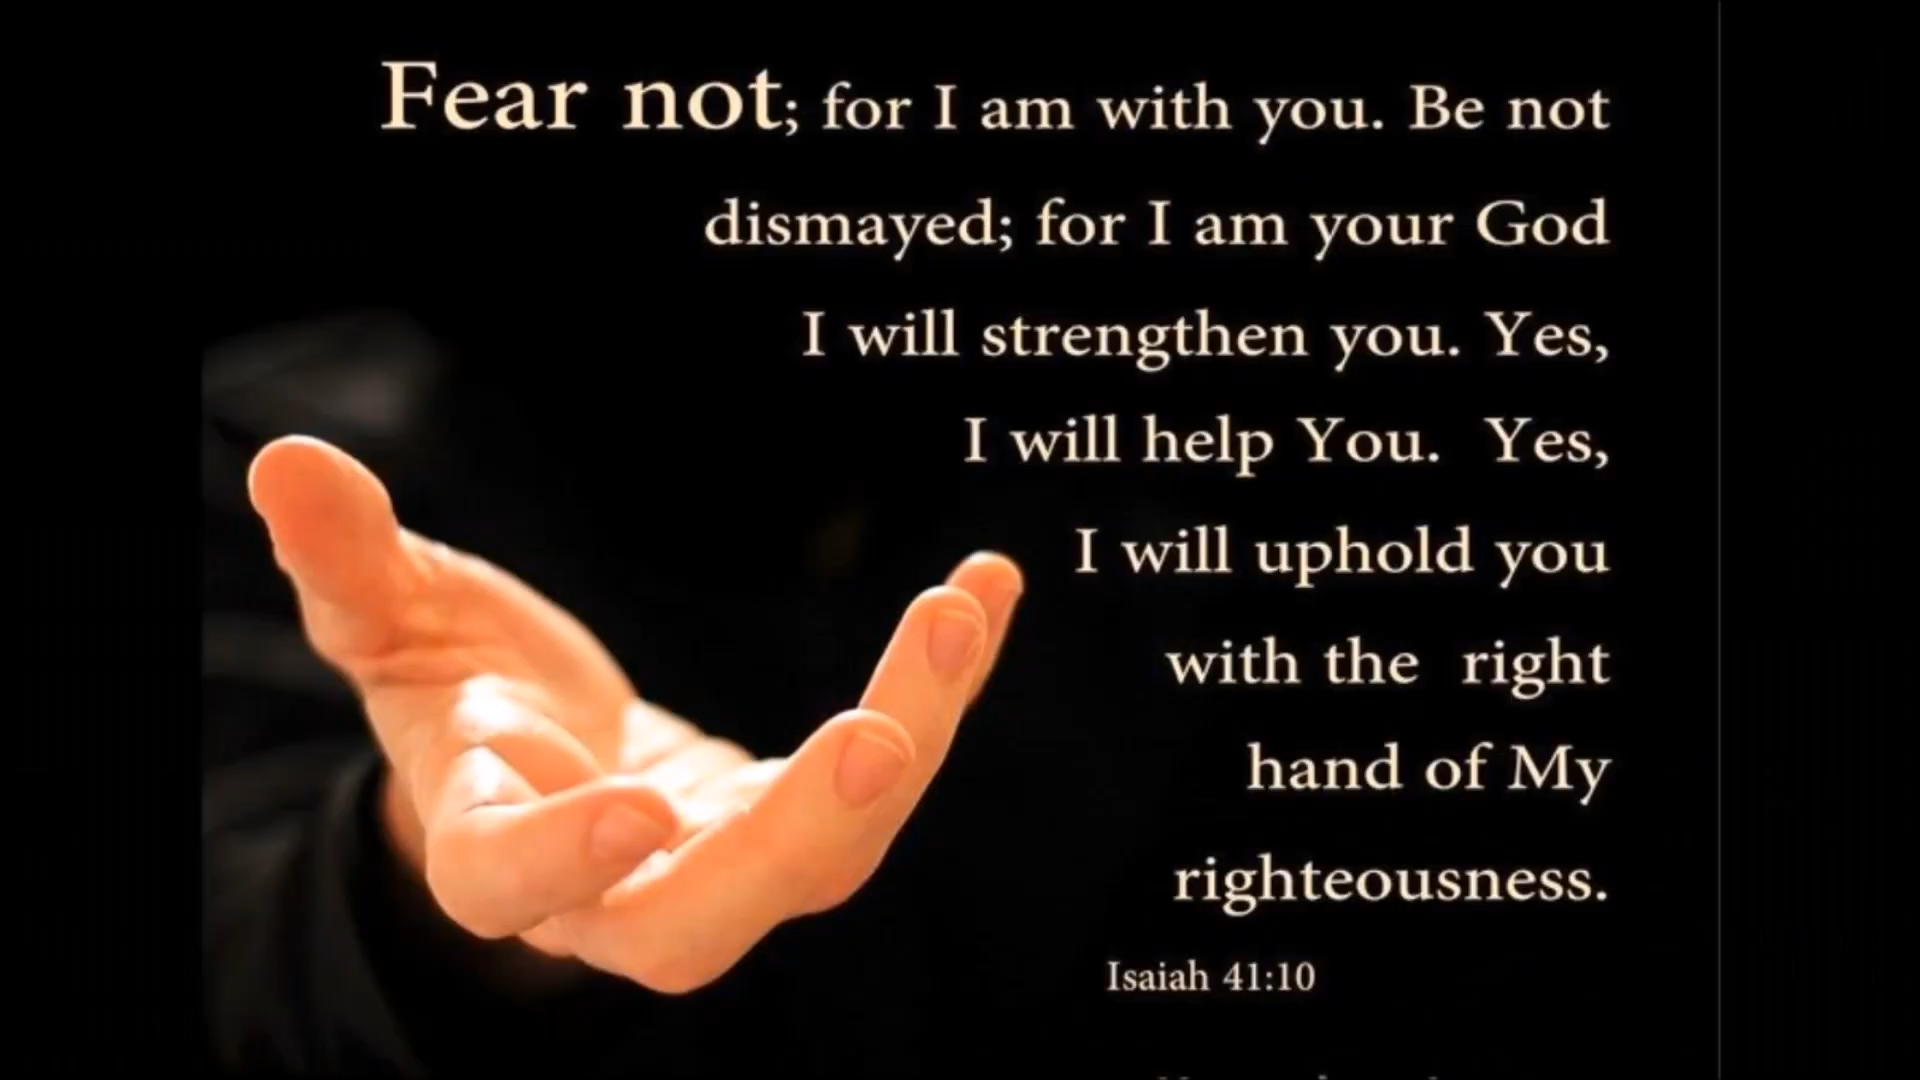 Fear not; for I am with you. Be not
dismayed; for I am your God
I will strengthen you. Yes,
I will help You.  Yes,
I will uphold you
with the  right
hand of My
righteousness.
Isaiah 41:10